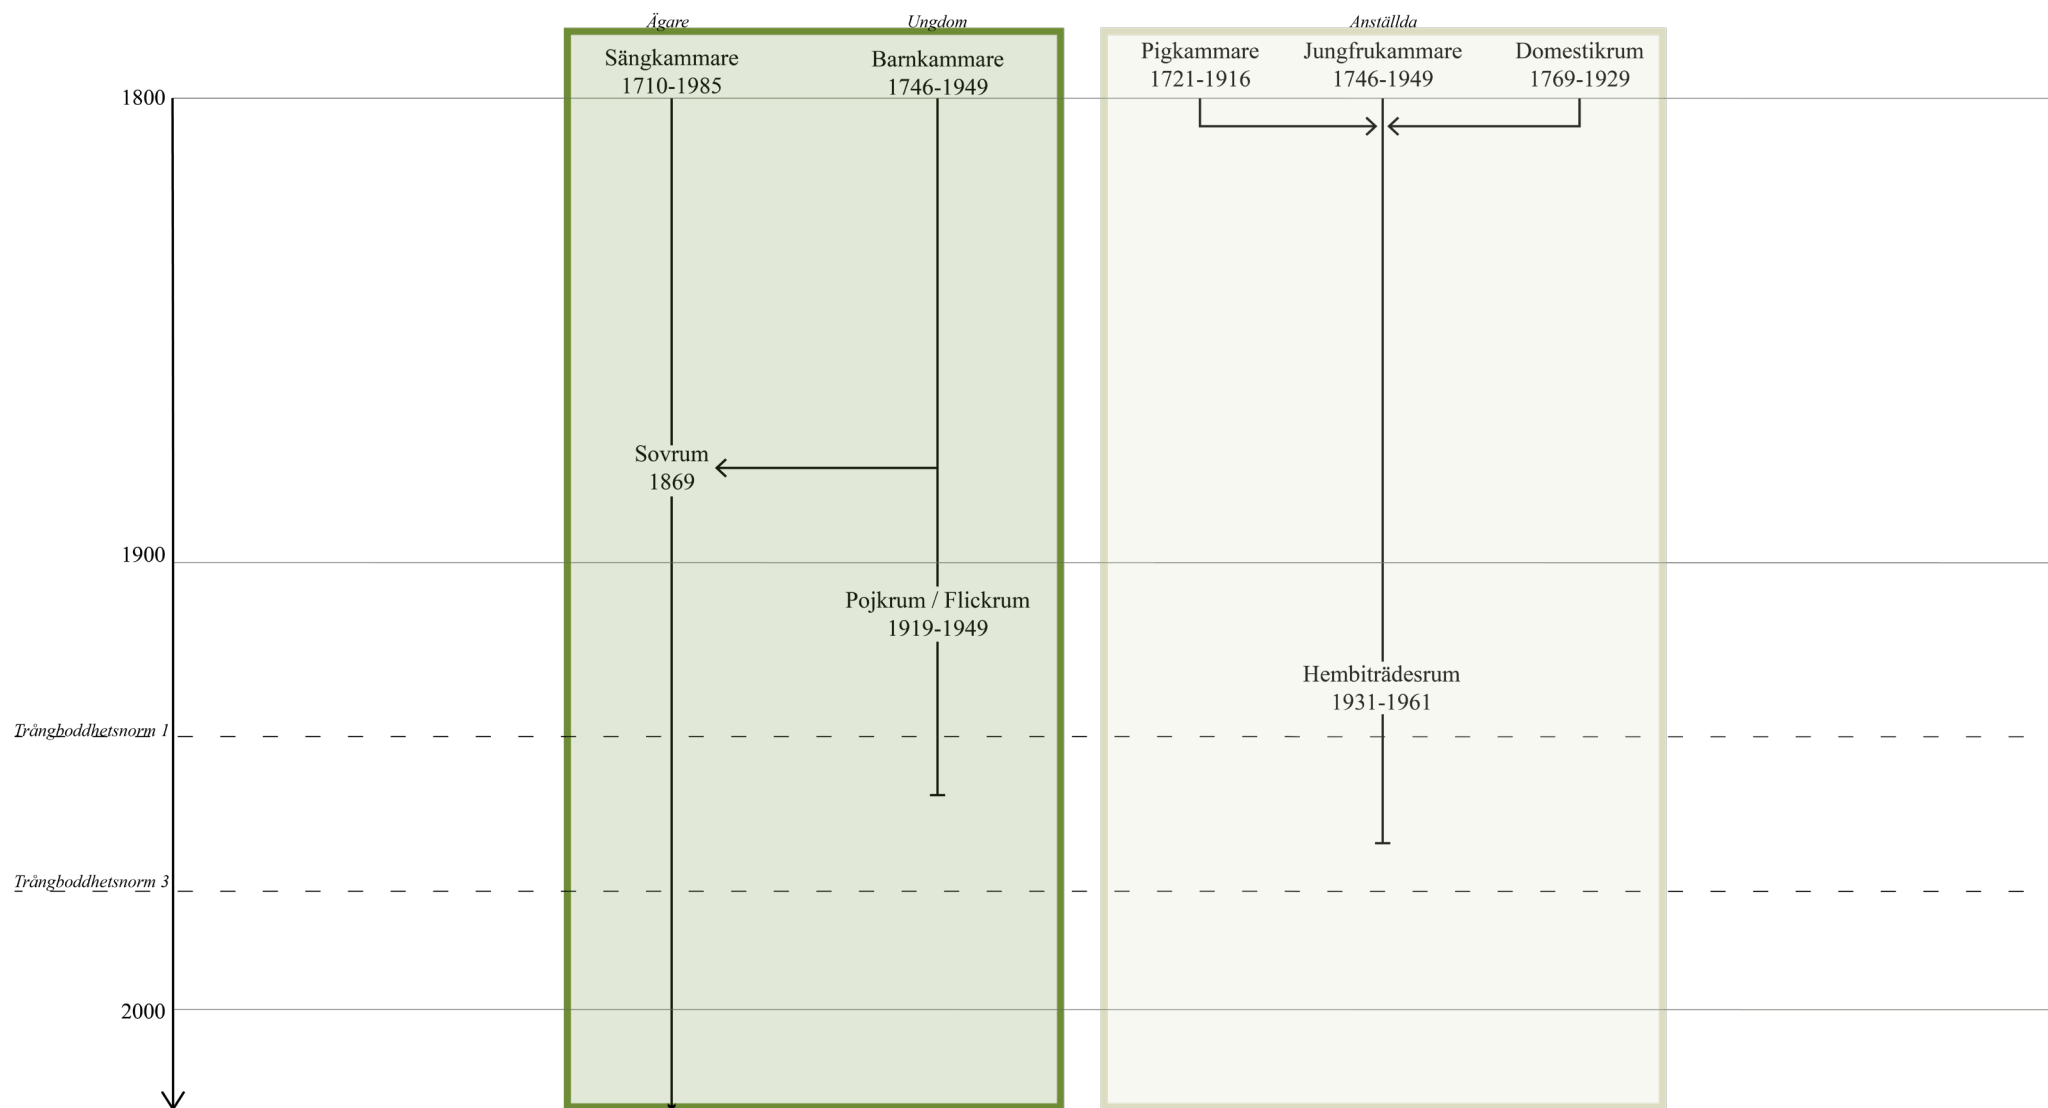 Ägare
Ungdom
Anställda
Sängkammare
1710-1985
Barnkammare
1746-1949
Pigkammare
1721-1916
Jungfrukammare
1746-1949
Domestikrum
1769-1929
1800
Sovrum
1869
1900
Pojkrum / Flickrum
1919-1949
Hembiträdesrum
1931-1961
Trångboddhetsnorm 1
Trångboddhetsnorm 3
2000